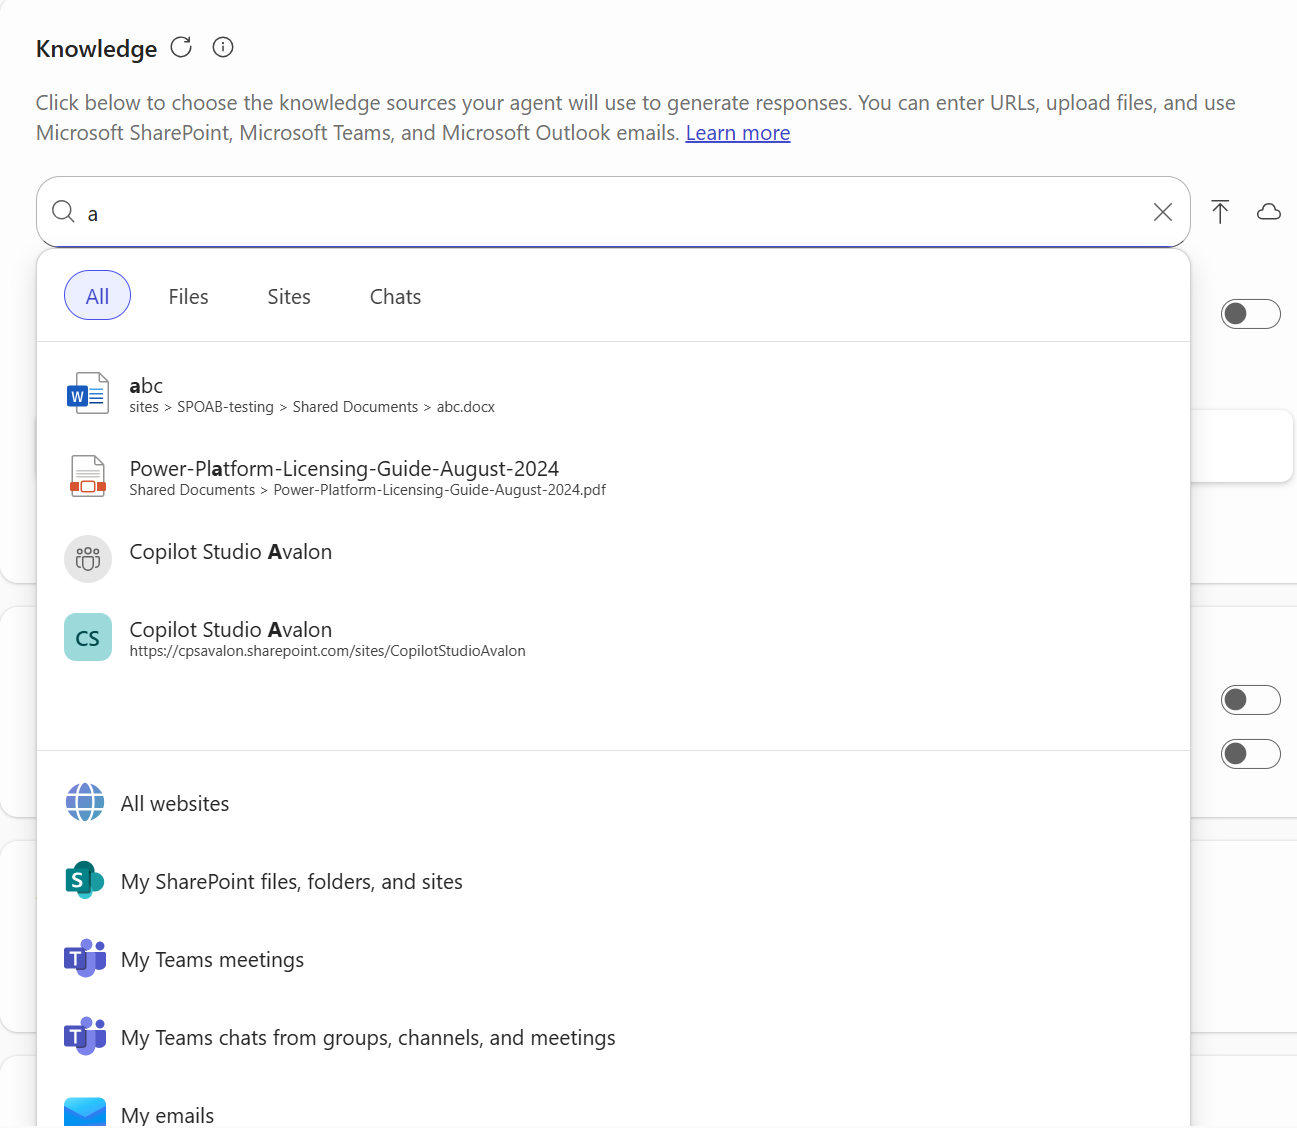 Knowledge
Click below to choose the knowledge sources your agent will use to generate responses. You can enter URLs, upload files, and use
Microsoft SharePoint, Microsoft Teams, and Microsoft Outlook emails. Learn more
a
All Files Sites Chats
W abc
sites > SPOAB-testing > Shared Documents > abc.docx
Power-Platform-Licensing-Guide-August-2024
Shared Documents > Power-Platform-Licensing-Guide-August-2024.pdf
Copilot Studio Avalon
CS Copilot Studio Avalon
https://cpsavalon.sharepoint.com/sites/CopilotStudioAvalon
All websites
S My SharePoint files, folders, and sites
T My Teams meetings
T My Teams chats from groups, channels, and meetings
My emails